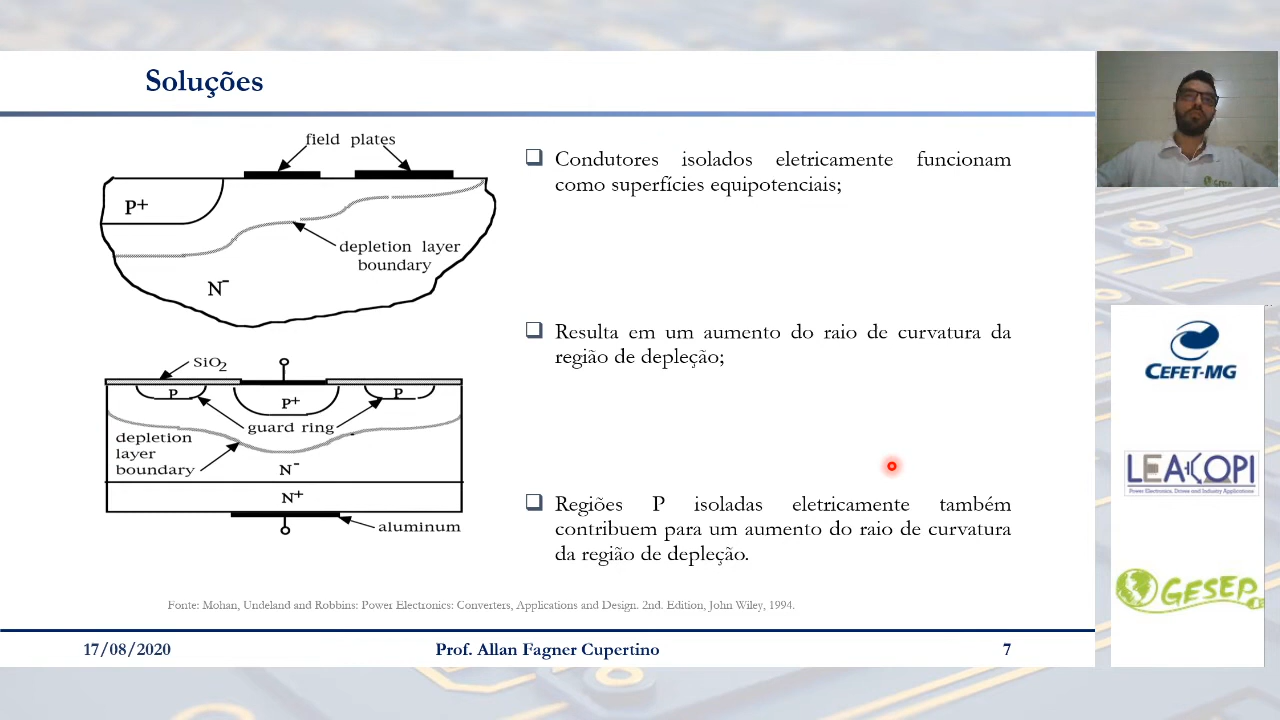 Soluções
field plates
P+
depletion layer
boundary
N-
Condutores isolados eletricamente funcionam
como superfícies equipotenciais;
Resulta em um aumento do raio de curvatura da
região de depleção;
SiO2
P
P+
P
guard ring
depletion
layer
boundary
N-
N+
aluminum
Regiões P isoladas eletricamente também
contribuem para um aumento do raio de curvatura
da região de depleção.
Fonte: Mohan, Undeland and Robbins: Power Electronics: Converters, Applications and Design. 2nd. Edition, John Wiley, 1994.
17/08/2020
Prof. Allan Fagner Cupertino
7
CEFET-MG
LEACOPI
Power Electronics, Drives and Industry Applications
GESEP